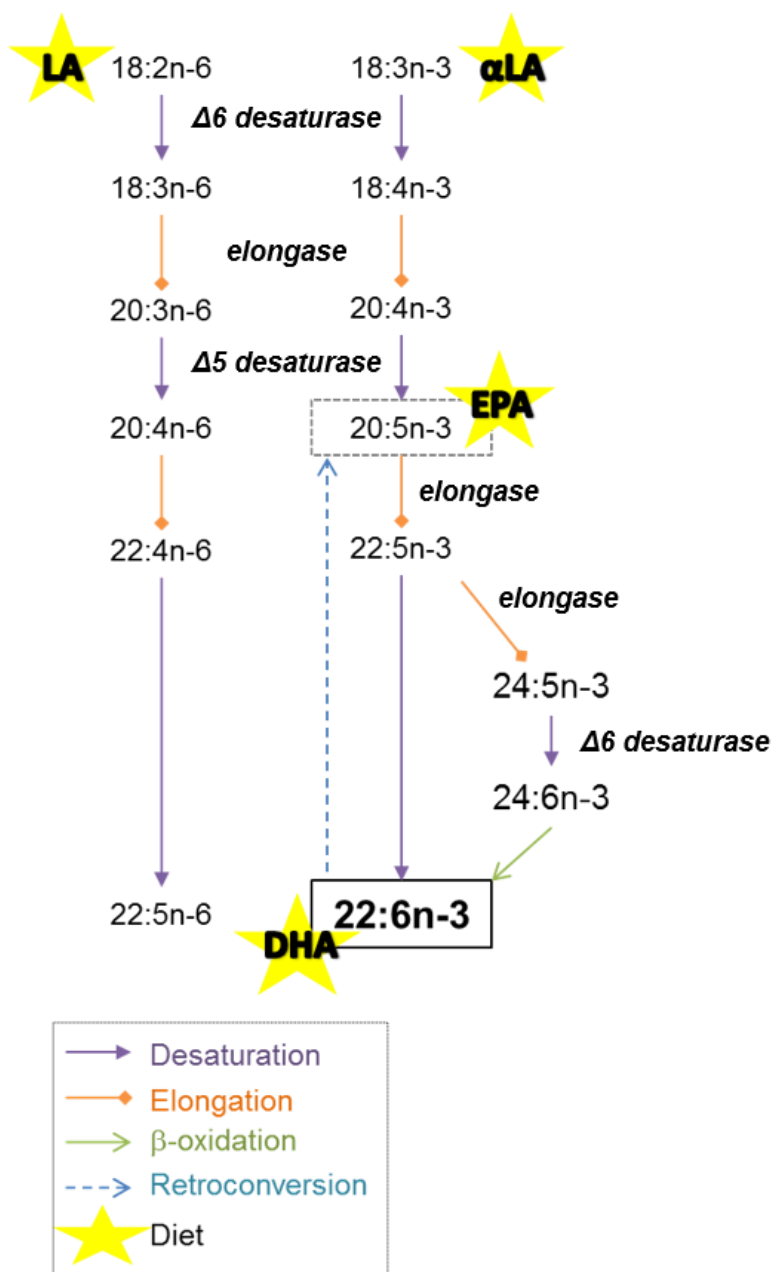 LA 18:2n-6 18:3n-3 αLA
Δ6 desaturase
18:3n-6 18:4n-3
elongase
20:3n-6 20:4n-3
Δ5 desaturase
EPA
20:4n-6 20:5n-3
elongase
22:4n-6 22:5n-3
elongase
24:5n-3
Δ6 desaturase
24:6n-3
22:5n-6 22:6n-3
DHA
Desaturation
Elongation
β-oxidation
Retroconversion
Diet